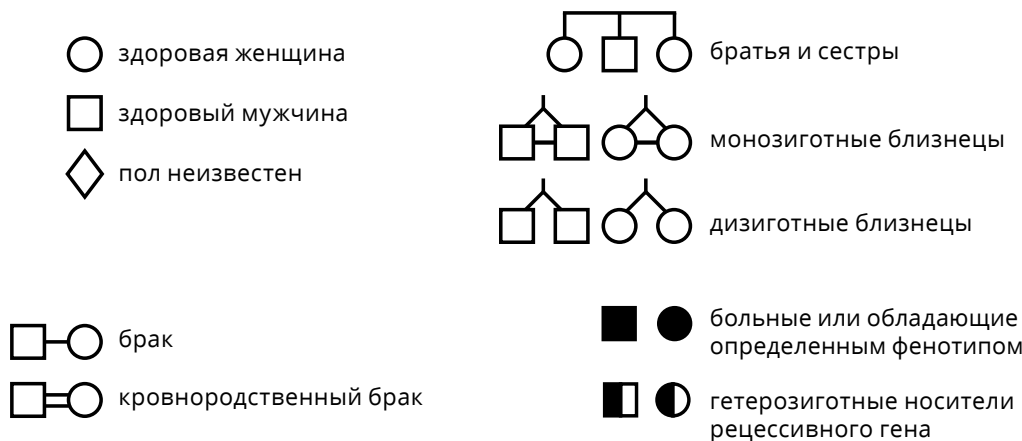 здоровая женщина
здоровый мужчина
пол неизвестен
брак
кровнородственный брак
братья и сестры
монозиготные близнецы
дизиготные близнецы
больные или обладающие
определенным фенотипом
гетерозиготные носители
рецессивного гена